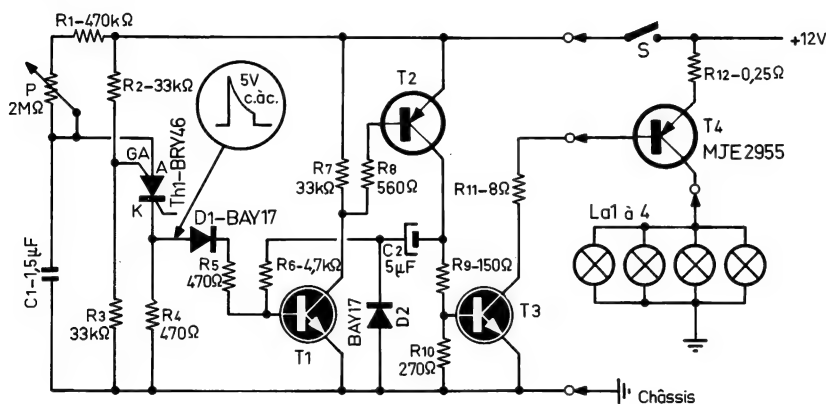 R1-470kΩ
R2-33kΩ
P
2MΩ
GA
A
Th1-BRY46
K
C1-1,5µF
R3
33kΩ
R4
470Ω
5V
c.àc.
D1-BAY17
R5
470Ω
R6-4,7kΩ
T1
R7
33kΩ
R8
560Ω
T2
C2
5µF
BAY17
D2
R9-150Ω
R10
270Ω
T3
R11-8Ω
S
+12V
R12-0,25Ω
T4
MJE2955
La1 à 4
Châssis